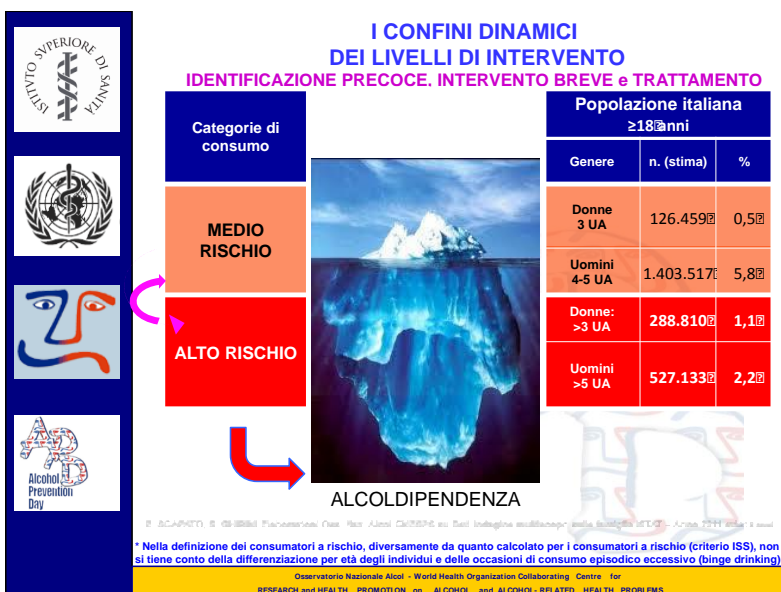 ISTITVTO SVPERIORE DI SANITÀ
Alcohol
Prevention
Day
I CONFINI DINAMICI
DEI LIVELLI DI INTERVENTO
IDENTIFICAZIONE PRECOCE, INTERVENTO BREVE e TRATTAMENTO
Categorie di
consumo
MEDIO
RISCHIO
ALTO RISCHIO
ALCOLDIPENDENZA
Popolazione italiana
≥18 anni
Genere n. (stima) %
Donne
3 UA 126.459 0,5
Uomini
4-5 UA 1.403.517 5,8
Donne:
>3 UA 288.810 1,1
Uomini
>5 UA 527.133 2,2
* Nella definizione dei consumatori a rischio, diversamente da quanto calcolato per i consumatori a rischio (criterio ISS), non
si tiene conto della differenziazione per età degli individui e delle occasioni di consumo episodico eccessivo (binge drinking)
Osservatorio Nazionale Alcol - World Health Organization Collaborating Centre for
RESEARCH and HEALTH PROMOTION on ALCOHOL and ALCOHOL- RELATED HEALTH PROBLEMS